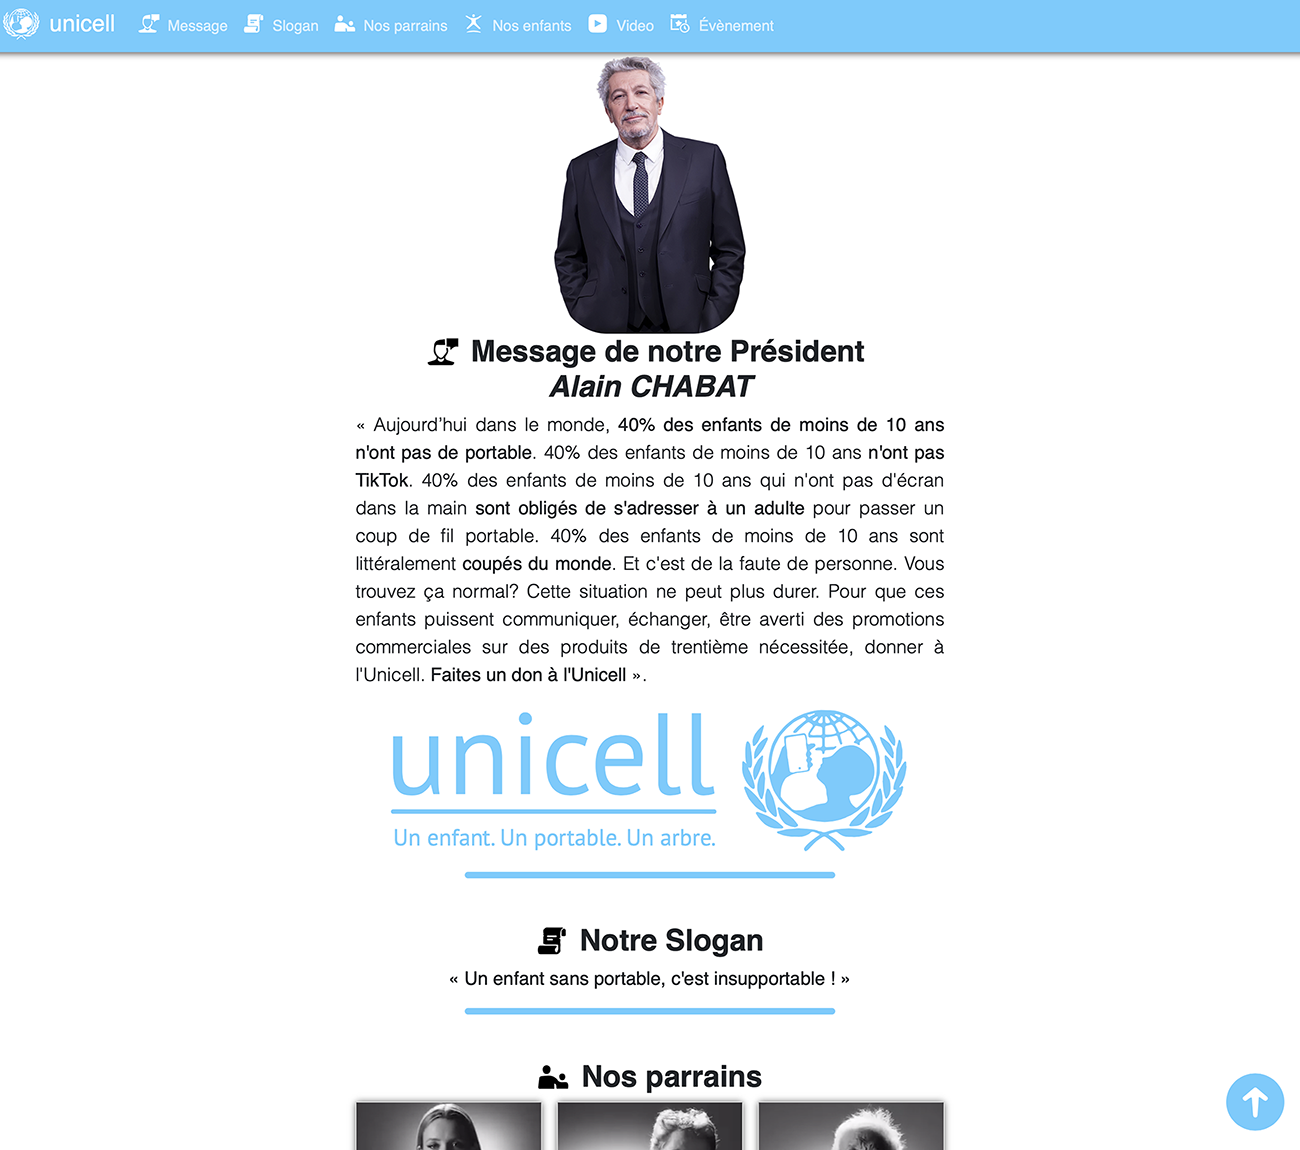 unicell Message Slogan Nos parrains Nos enfants Video Évènement
Message de notre Président
Alain CHABAT
« Aujourd’hui dans le monde, 40% des enfants de moins de 10 ans
n'ont pas de portable. 40% des enfants de moins de 10 ans n'ont pas
TikTok. 40% des enfants de moins de 10 ans qui n'ont pas d'écran
dans la main sont obligés de s'adresser à un adulte pour passer un
coup de fil portable. 40% des enfants de moins de 10 ans sont
littéralement coupés du monde. Et c'est de la faute de personne. Vous
trouvez ça normal? Cette situation ne peut plus durer. Pour que ces
enfants puissent communiquer, échanger, être averti des promotions
commerciales sur des produits de trentième nécessitée, donner à
l'Unicell. Faites un don à l'Unicell ».
unicell
Un enfant. Un portable. Un arbre.
Notre Slogan
« Un enfant sans portable, c'est insupportable ! »
Nos parrains